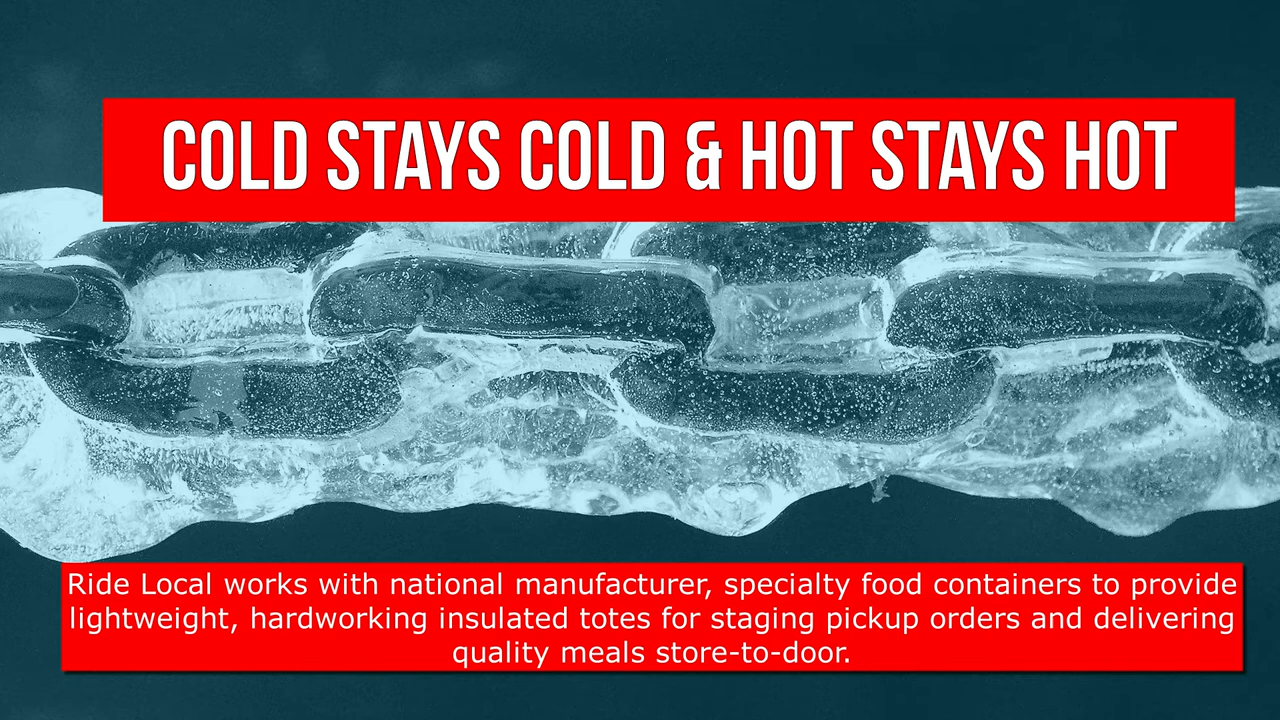 COLD STAYS COLD & HOT STAYS HOT
Ride Local works with national manufacturer, specialty food containers to provide
lightweight, hardworking insulated totes for staging pickup orders and delivering
quality meals store-to-door.